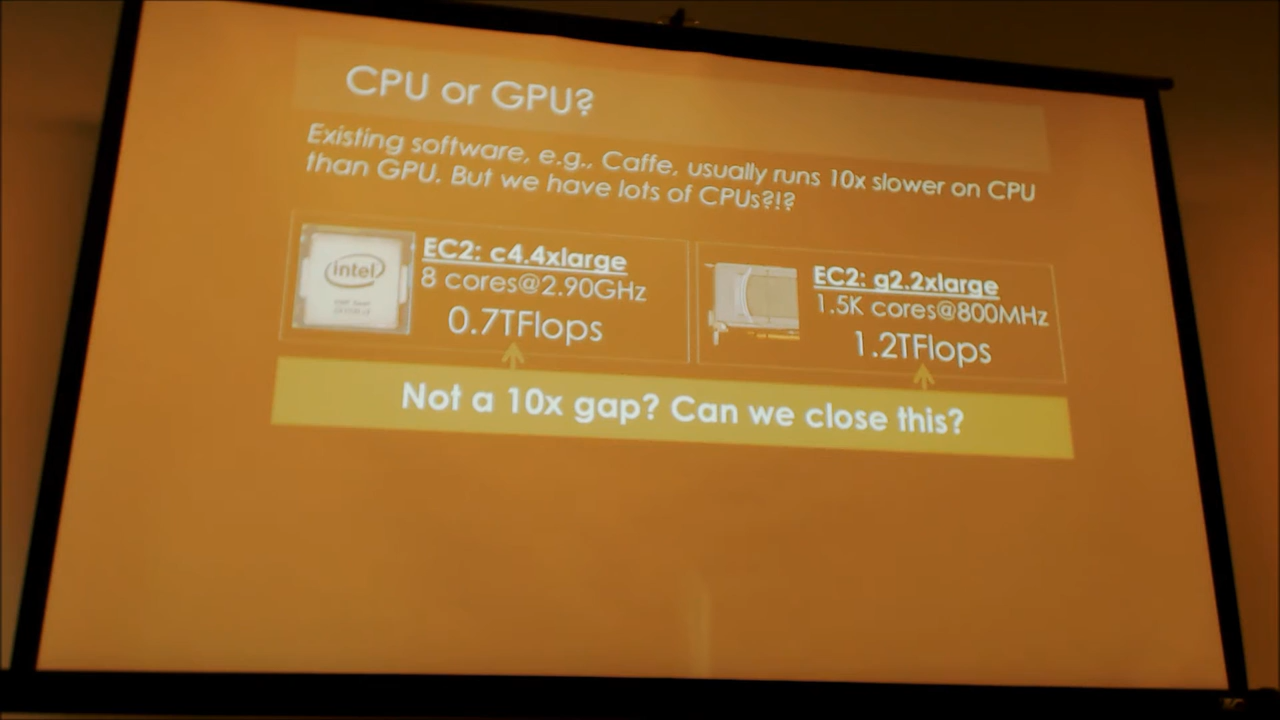 CPU or GPU?
Existing software, e.g., Caffe, usually runs 10x slower on CPU
than GPU. But we have lots of CPUs?!?
intel
EC2: c4.4xlarge
8 cores@2.90GHz
0.7TFlops
EC2: g2.2xlarge
1.5K cores@800MHz
1.2TFlops
Not a 10x gap? Can we close this?